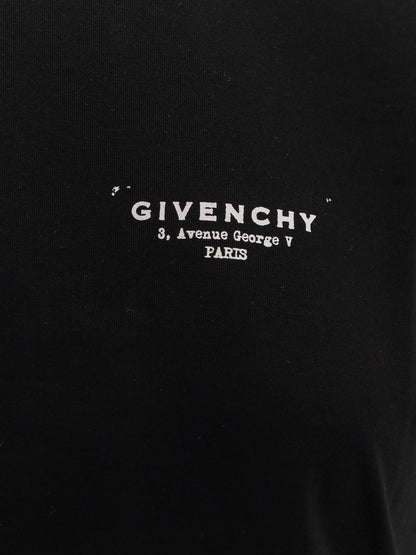 GIVENCHY
3, Avenue George V
PARIS